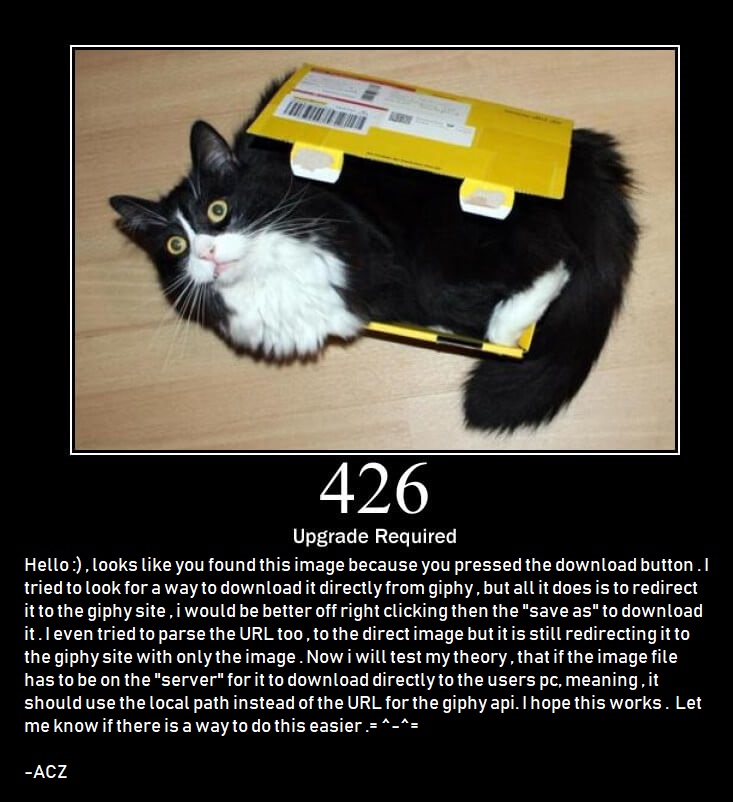 426
Upgrade Required
Hello :) , looks like you found this image because you pressed the download button . I
tried to look for a way to download it directly from giphy , but all it does is to redirect
it to the giphy site , i would be better off right clicking then the "save as" to download
it . I even tried to parse the URL too , to the direct image but it is still redirecting it to
the giphy site with only the image . Now i will test my theory , that if the image file
has to be on the "server" for it to download directly to the users pc, meaning , it
should use the local path instead of the URL for the giphy api. I hope this works .  Let
me know if there is a way to do this easier .= ^-^=
-ACZ